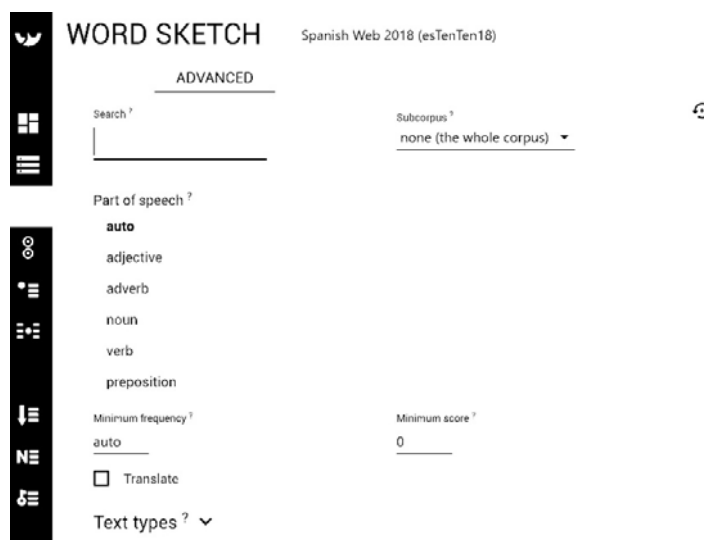 WORD SKETCH
Spanish Web 2018 (esTenTen18)
ADVANCED
Search ?
Subcorpus ?
none (the whole corpus)
Part of speech ?
auto
adjective
adverb
noun
verb
preposition
Minimum frequency ?
Minimum score ?
auto
0
Translate
Text types ?
N